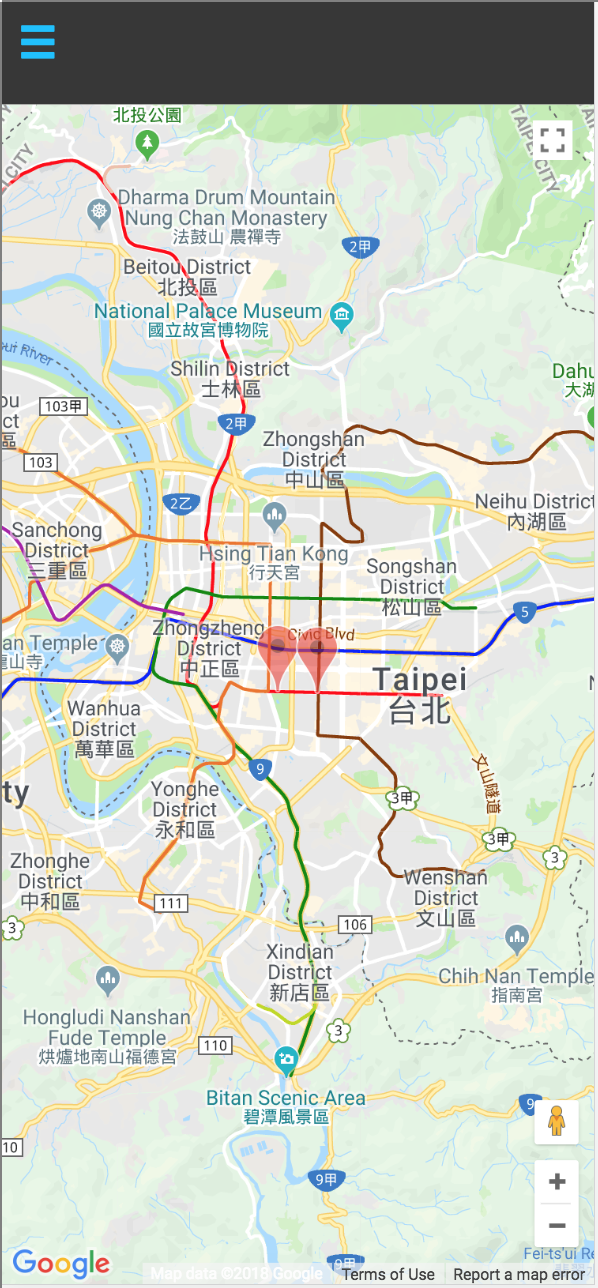 北投公園
TAIPEI CITY
Dharma Drum Mountain
Nung Chan Monastery
法鼓山 農禪寺
2甲
Beitou District
北投區
National Palace Museum
國立故宮博物院
Shilin District
士林區
Dahu
大湖
103甲
2甲
Zhongshan
District
中山區
103
2乙
Neihu District
內湖區
Sanchong
District
三重區
Hsing Tian Kong
行天宮
Songshan
District
松山區
5
Zhongzheng
District
中正區
Civic Blvd
an Temple
山寺
Taipei
台北
Wanhua
District
萬華區
9
文山隧道
ty
Yonghe
District
永和區
3甲
3甲
3
Zhonghe
District
中和區
Wenshan
District
文山區
111
3
106
Xindian
District
新店區
Chih Nan Temple
指南宮
Hongludi Nanshan
Fude Temple
烘爐地南山福德宮
3
110
Bitan Scenic Area
碧潭風景區
10
9甲
9甲
Fei-ts'ui Re
Google
Map data ©2018 Google
Terms of Use
Report a map error